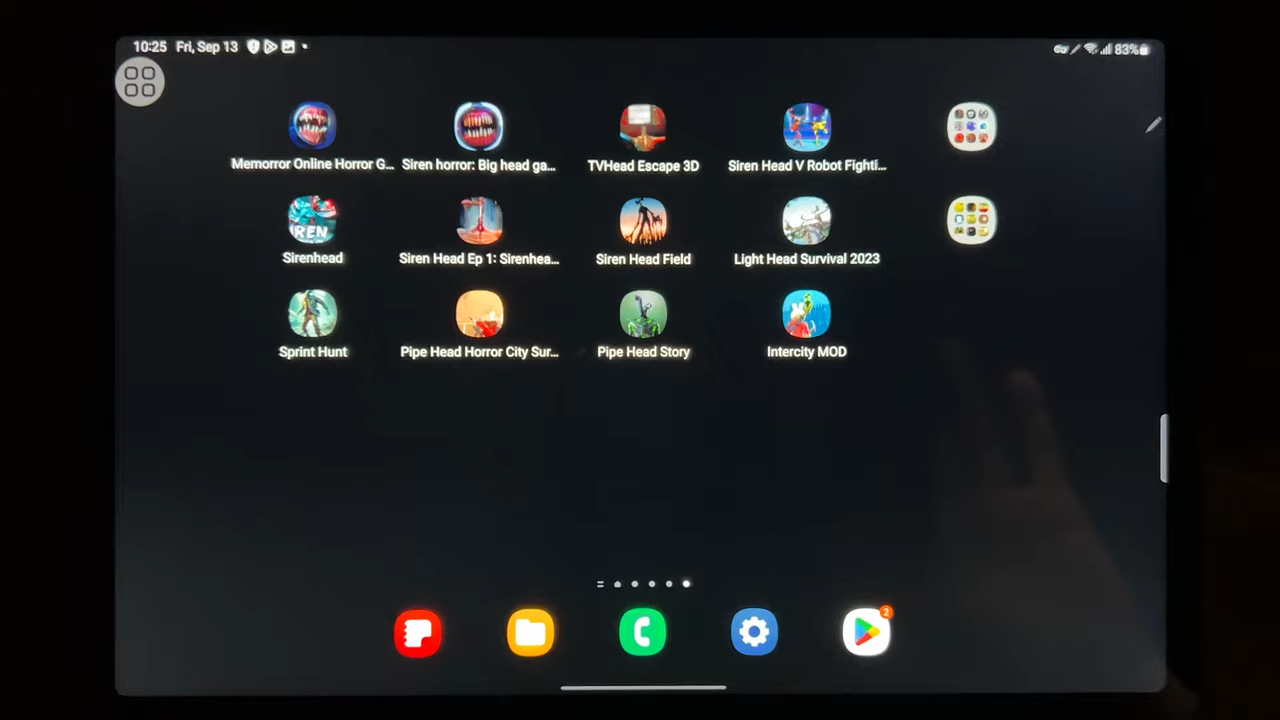 10:25 Fri, Sep 13
83%
Memorror Online Horror G...
Siren horror: Big head ga...
TVHead Escape 3D
Siren Head V Robot Fighti...
Sirenhead
Siren Head Ep 1: Sirenhea...
Siren Head Field
Light Head Survival 2023
Sprint Hunt
Pipe Head Horror City Sur...
Pipe Head Story
Intercity MOD
2